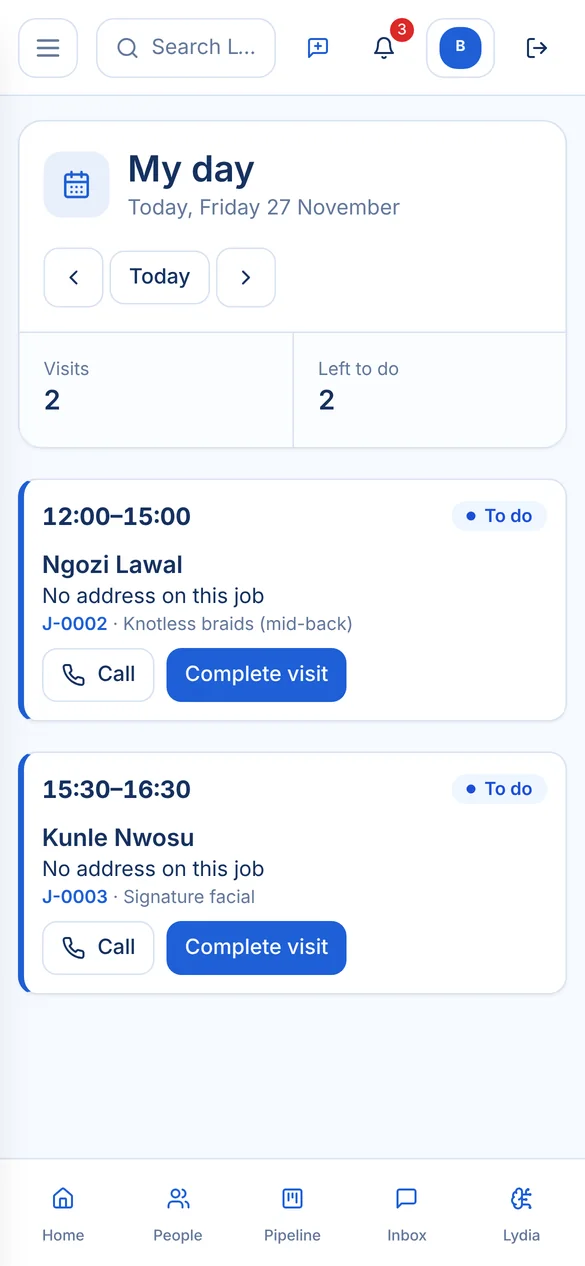 Search L...
3
B
My day
Today, Friday 27 November
Today
Visits
2
Left to do
2
12:00–15:00
To do
Ngozi Lawal
No address on this job
J-0002 · Knotless braids (mid-back)
Call
Complete visit
15:30–16:30
To do
Kunle Nwosu
No address on this job
J-0003 · Signature facial
Call
Complete visit
Home
People
Pipeline
Inbox
Lydia